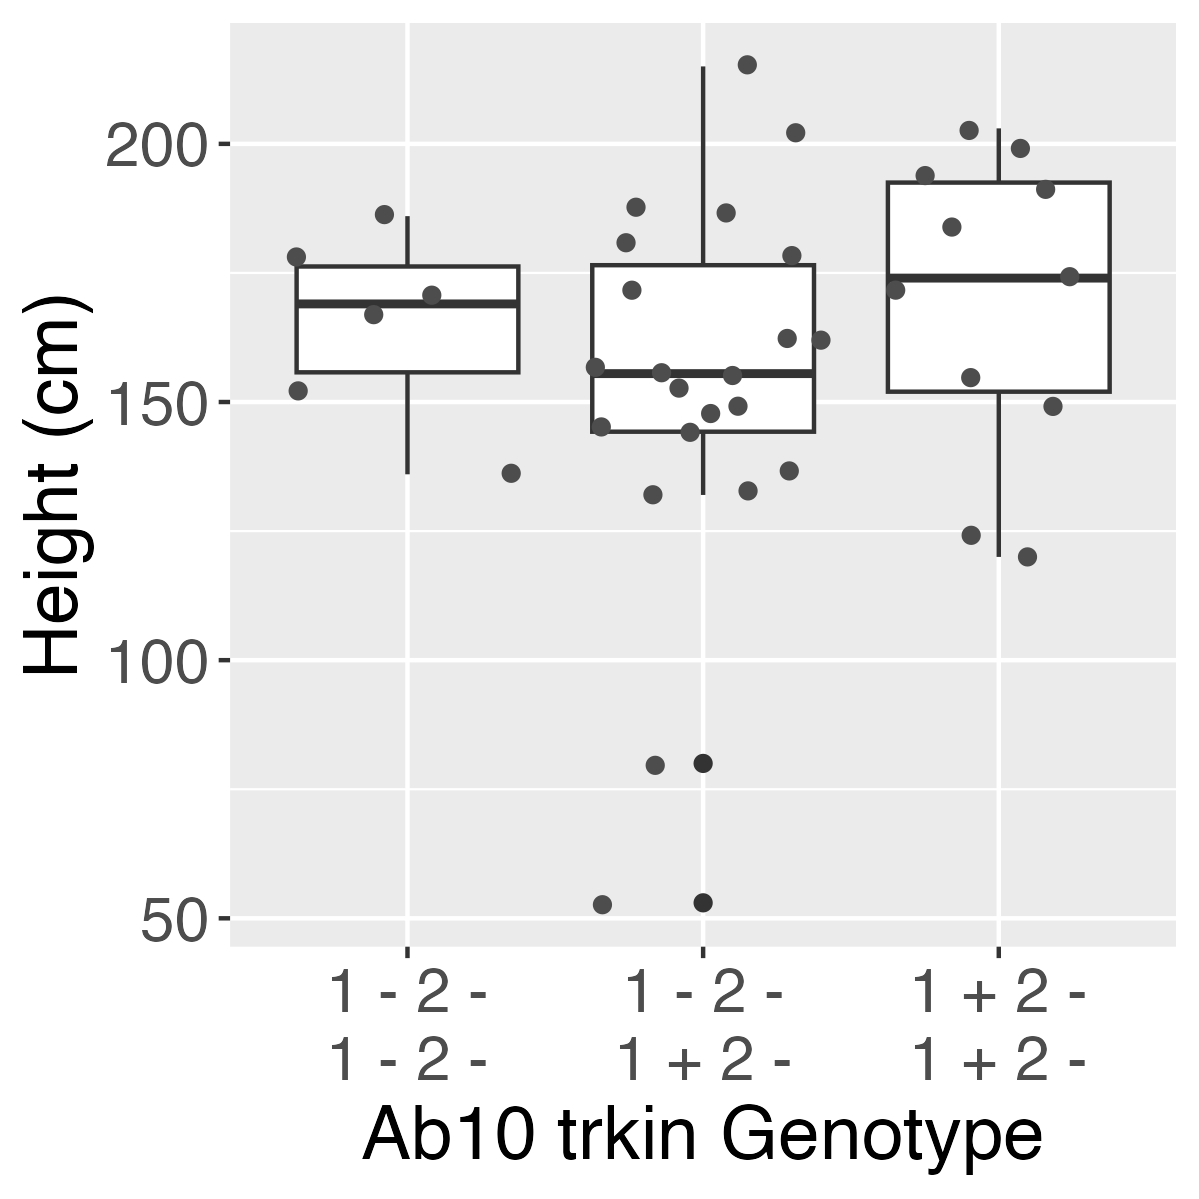 Height (cm)
200
150
100
50
1 - 2 -
1 - 2 -
1 - 2 -
1 + 2 -
1 + 2 -
1 + 2 -
Ab10 trkin Genotype